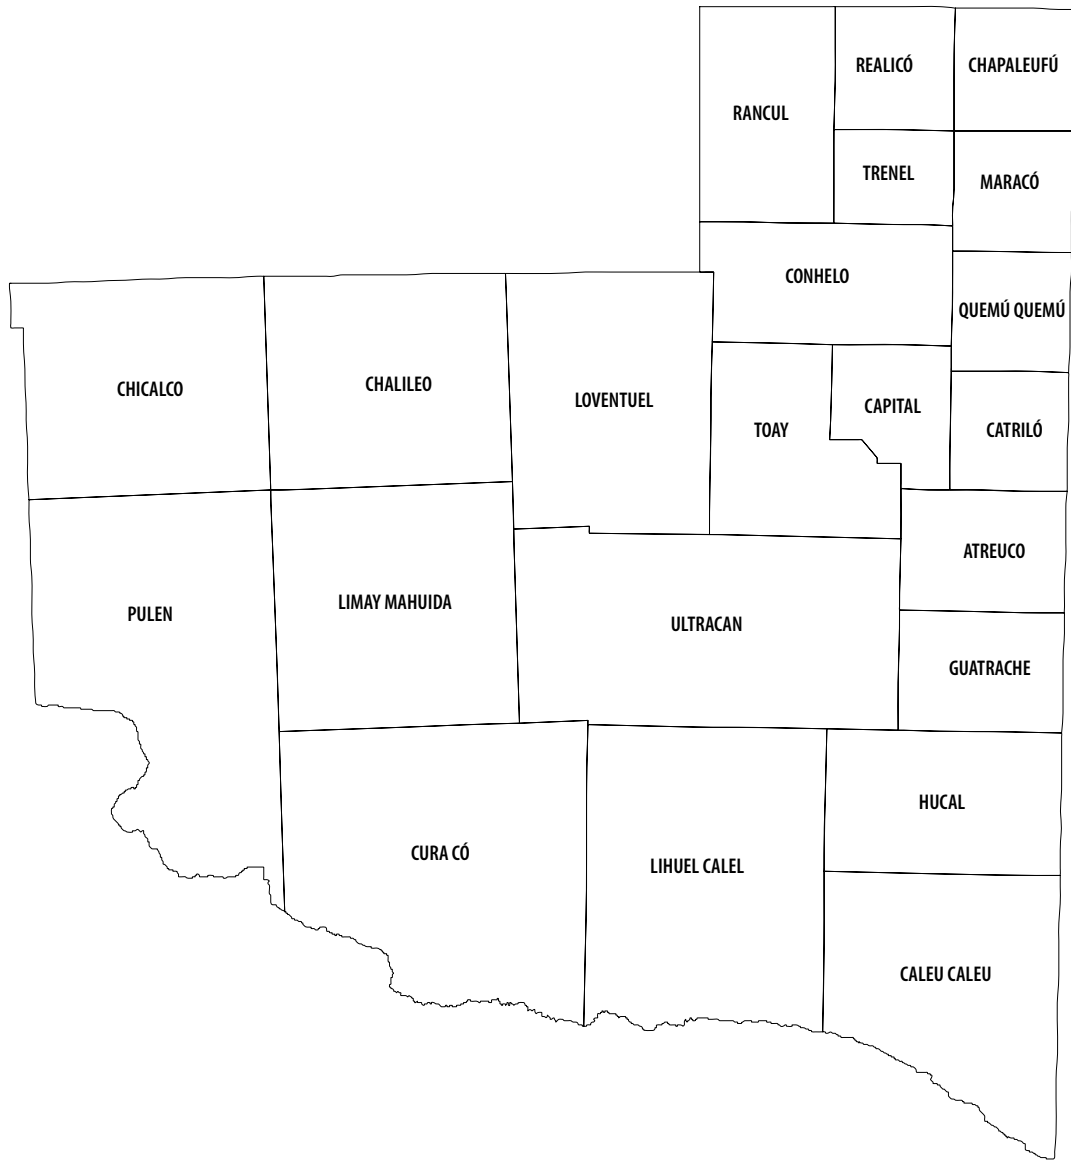 REALICÓ
CHAPALEUFÚ
RANCUL
TRENEL
MARACÓ
CONHELO
QUEMÚ QUEMÚ
CHICALCO
CHALILEO
LOVENTUEL
CAPITAL
TOAY
CATRILÓ
ATREUCO
PULEN
LIMAY MAHUIDA
ULTRACAN
GUATRACHE
HUCAL
CURA CÓ
LIHUEL CALEL
CALEU CALEU